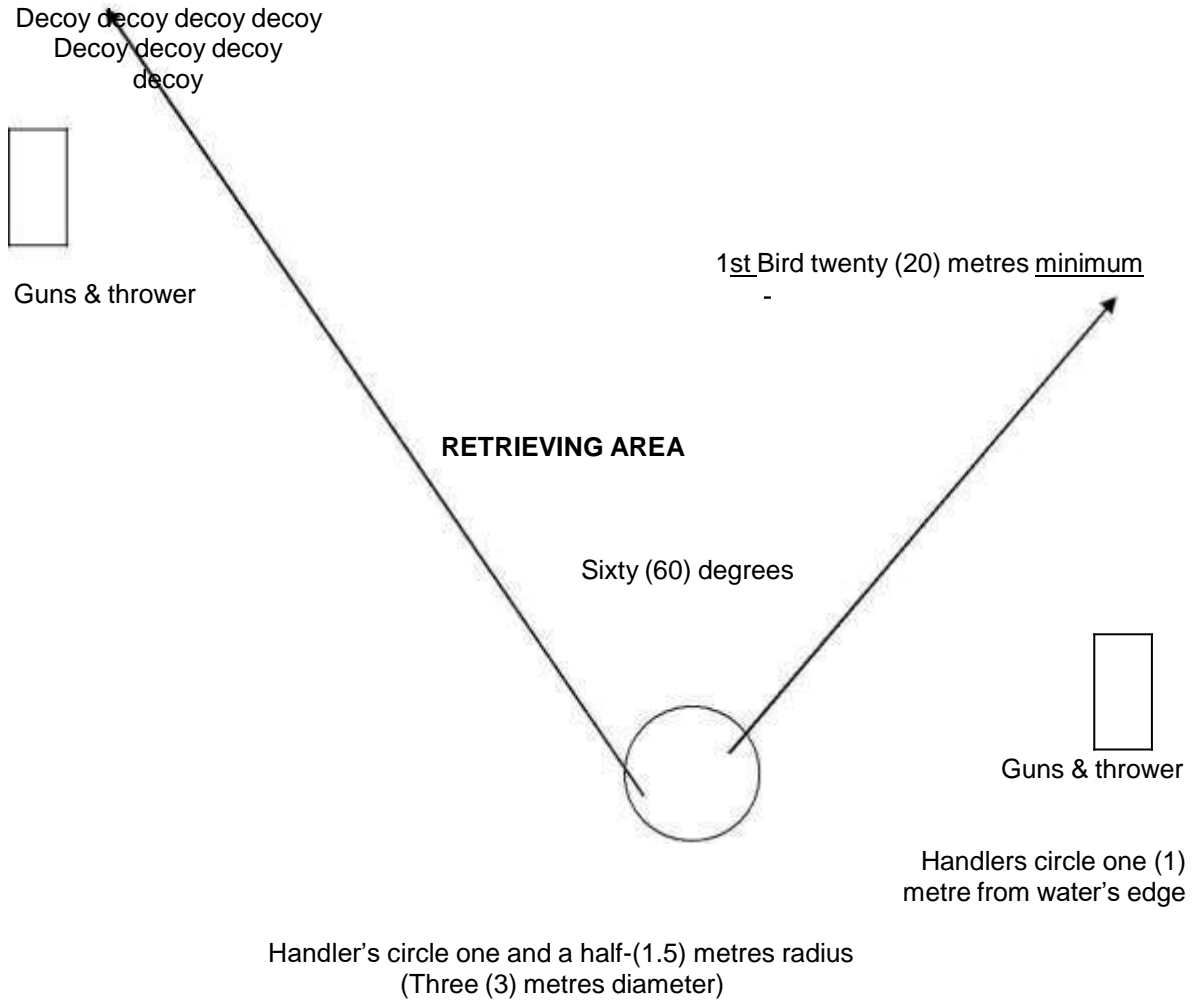 Decoy decoy decoy decoy
Decoy decoy decoy
decoy
Guns & thrower
1st Bird twenty (20) metres minimum
-
RETRIEVING AREA
Sixty (60) degrees
Guns & thrower
Handlers circle one (1)
metre from water's edge
Handler's circle one and a half-(1.5) metres radius
(Three (3) metres diameter)